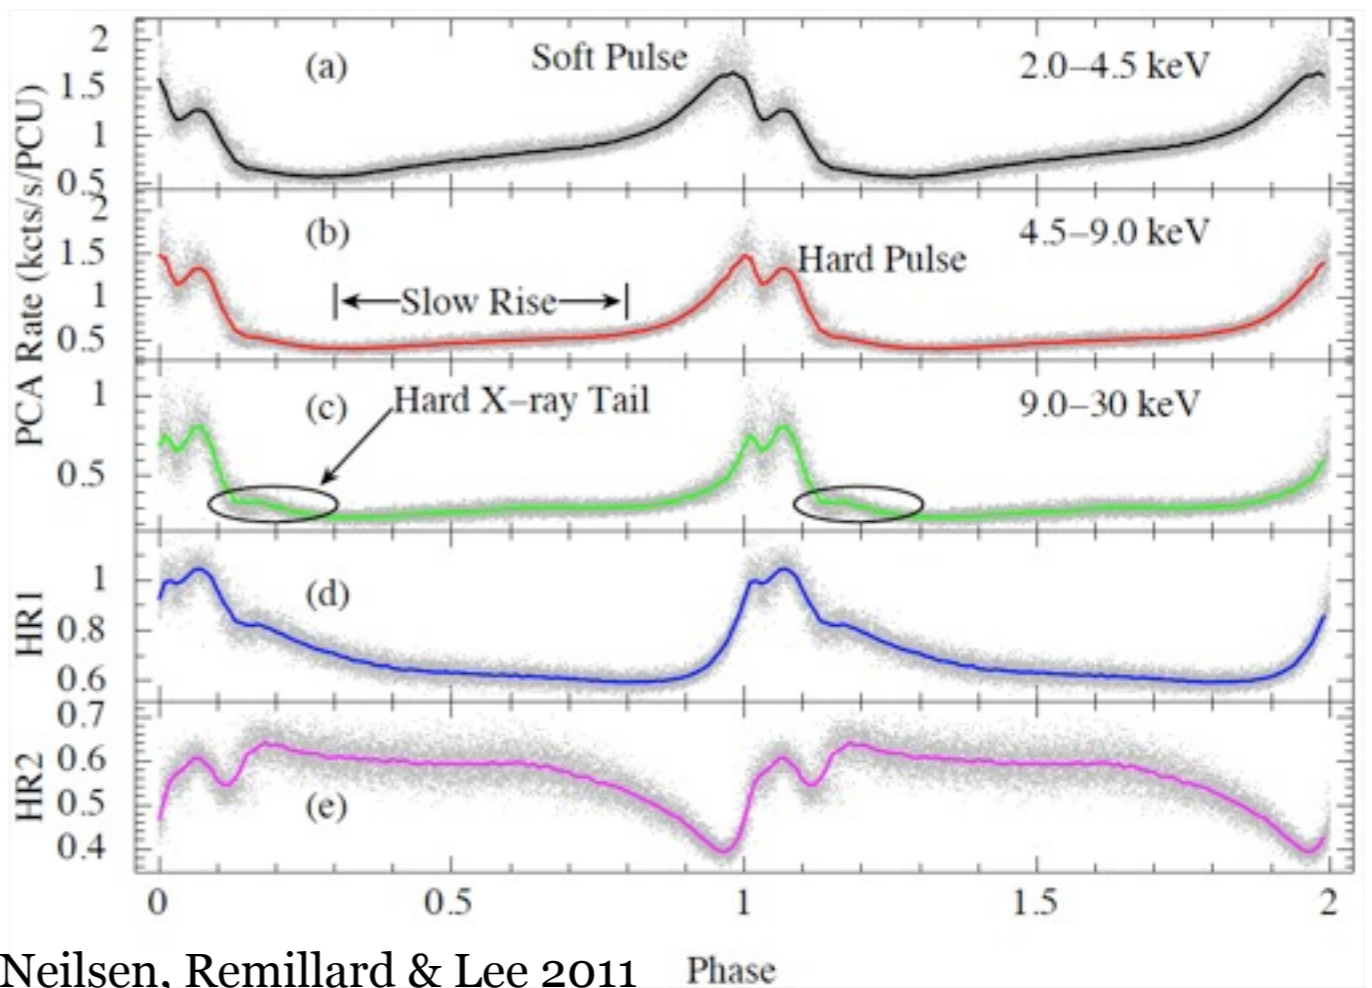 PCA Rate (kcts/s/PCU)
2
1.5
1
0.5
(a)
Soft Pulse
2.0–4.5 keV
2
1.5
1
0.5
(b)
4.5–9.0 keV
Hard Pulse
Slow Rise
1
0.5
(c)
Hard X–ray Tail
9.0–30 keV
HR1
1
0.8
0.6
(d)
HR2
0.7
0.6
0.5
0.4
(e)
0 0.5 1 1.5 2
Neilsen, Remillard & Lee 2011
Phase